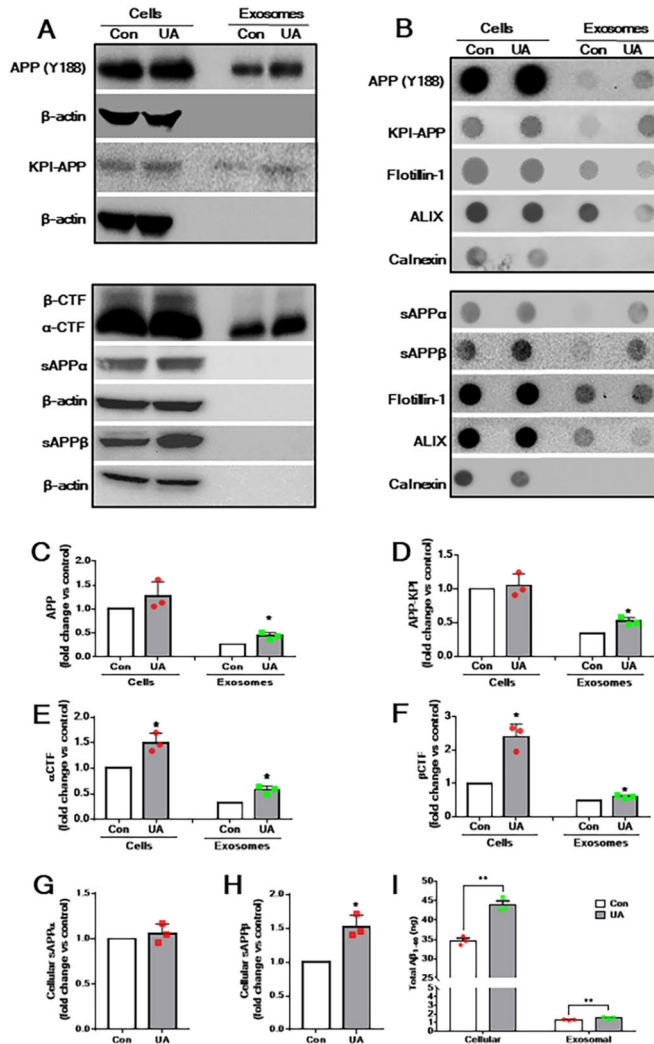 A
Cells Exosomes
Con UA Con UA
APP (Y188)
β-actin
KPI-APP
β-actin
β-CTF
α-CTF
sAPPα
β-actin
sAPPβ
β-actin
B
Cells Exosomes
Con UA Con UA
APP (Y188)
KPI-APP
Flotillin-1
ALIX
Calnexin
sAPPα
sAPPβ
Flotillin-1
ALIX
Calnexin
C
APP
(fold change vs control)
2.0
1.5
1.0
0.5
0.0
*
Con UA Con UA
Cells Exosomes
D
APP-KPI
(fold change vs control)
1.5
1.0
0.5
0.0
*
Con UA Con UA
Cells Exosomes
E
αCTF
(fold change vs control)
2.0
1.5
1.0
0.5
0.0
*
*
Con UA Con UA
Cells Exosomes
F
βCTF
(fold change vs control)
3
2
1
0
*
*
Con UA Con UA
Cells Exosomes
G
Cellular sAPPα
(fold change vs control)
1.5
1.0
0.5
0.0
Con UA
H
Cellular sAPPβ
(fold change vs control)
2.0
1.5
1.0
0.5
0.0
*
Con UA
I
Total Aβ1-40 (ng)
45
40
35
30
25
2
1
0
**
**
Con
UA
Cellular Exosomal